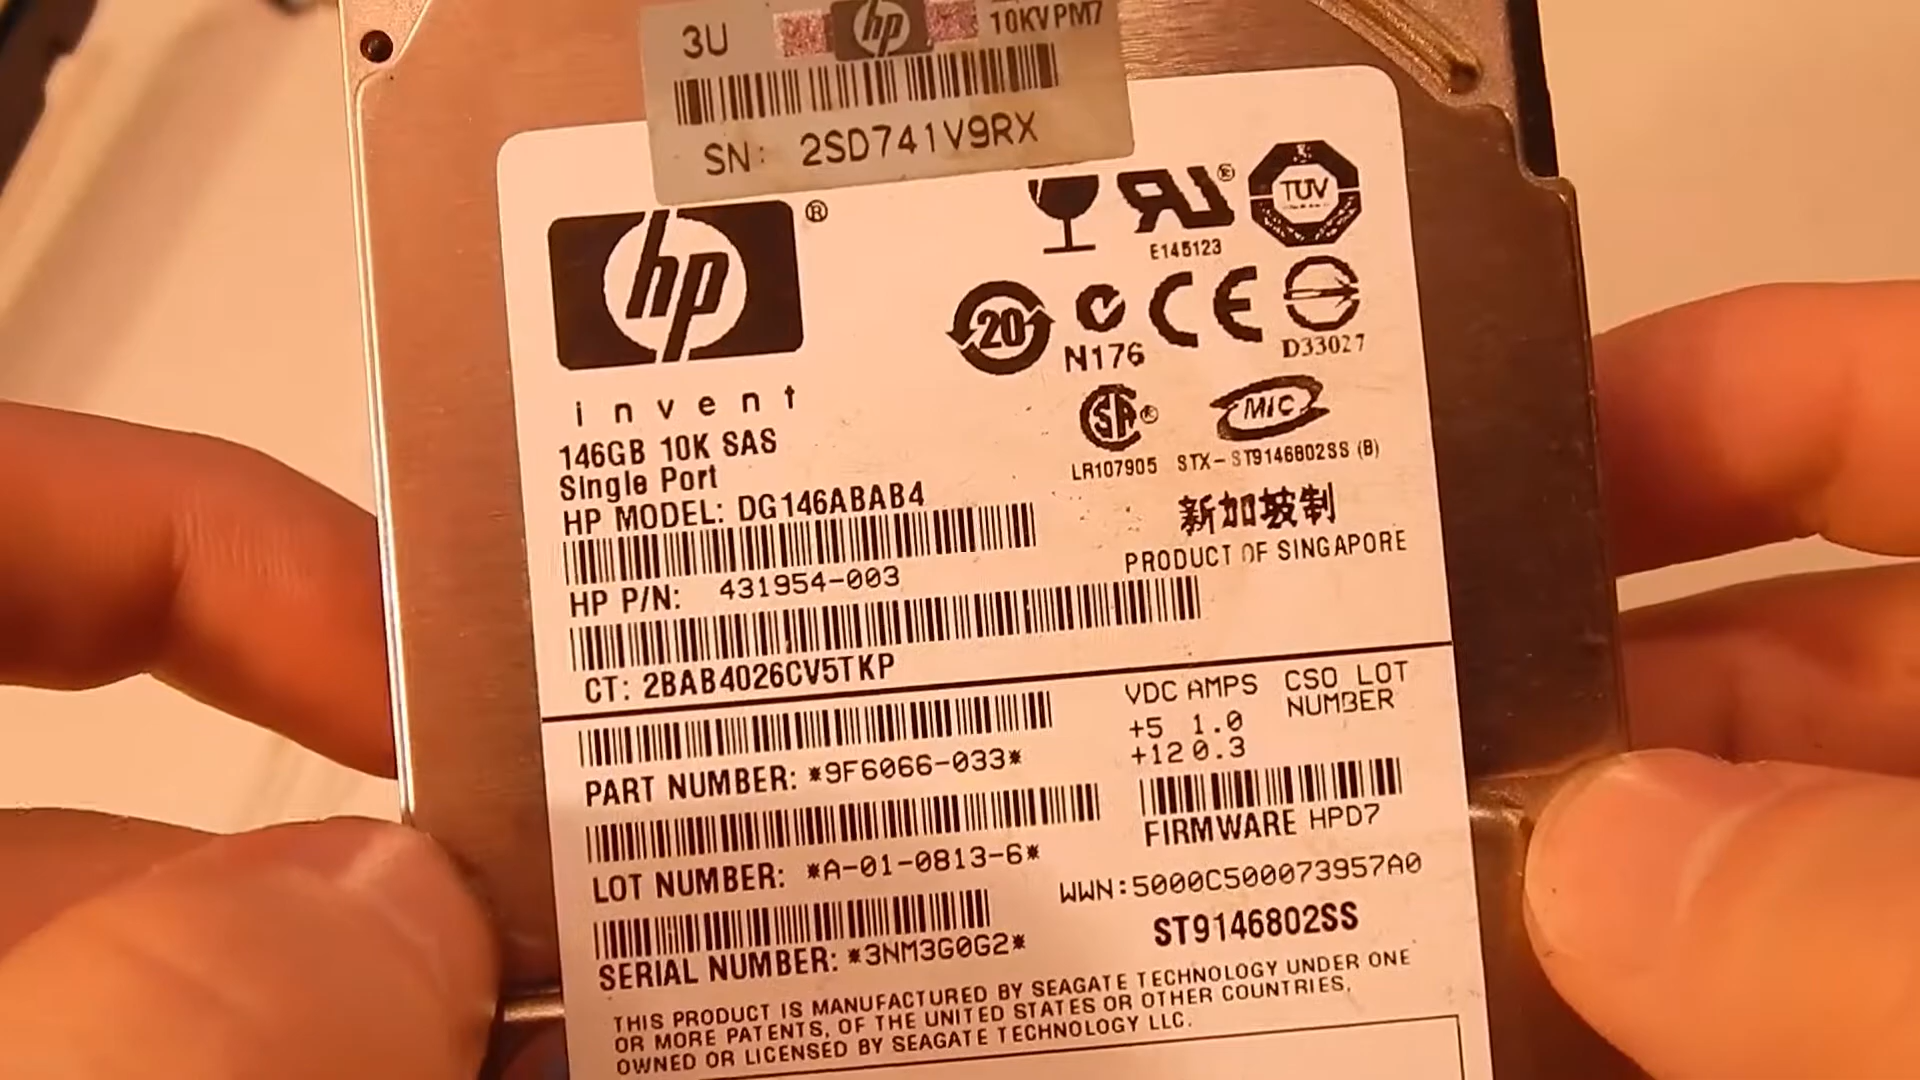 3U
hp
10KVPM7
SN: 2SD741V9RX
hp ®
invent
146GB 10K SAS
Single Port
HP MODEL: DG146ABAB4
HP P/N: 431954-003
CT: 2BAB4026CV5TKP
®
TUV
E145123
20
N176
CE
D33027
SA ®
MIC
LR107905
STX-ST9146802SS (B)
新加坡制
PRODUCT OF SINGAPORE
PART NUMBER: *9F6066-033*
LOT NUMBER: *A-01-0813-6*
SERIAL NUMBER: *3NM3G0G2*
VDC AMPS
+5 1.0
+12 0.3
CSO LOT
NUMBER
FIRMWARE HPD7
WWN:5000C500073957A0
ST9146802SS
THIS PRODUCT IS MANUFACTURED BY SEAGATE TECHNOLOGY UNDER ONE
OR MORE PATENTS, OF THE UNITED STATES OR OTHER COUNTRIES,
OWNED OR LICENSED BY SEAGATE TECHNOLOGY LLC.